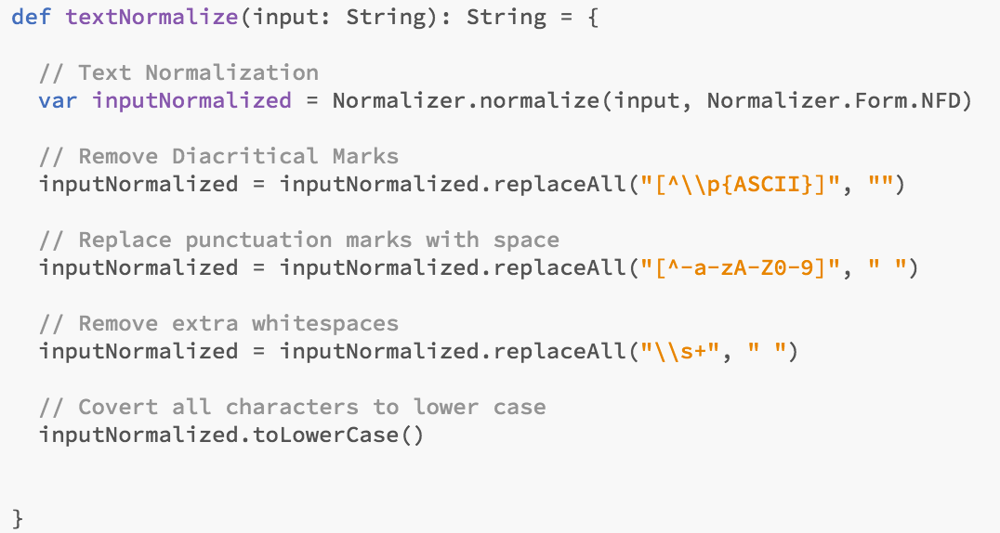 def textNormalize(input: String): String = {
// Text Normalization
var inputNormalized = Normalizer.normalize(input, Normalizer.Form.NFD)
// Remove Diacritical Marks
inputNormalized = inputNormalized.replaceAll("[^\\p{ASCII}]", "")
// Replace punctuation marks with space
inputNormalized = inputNormalized.replaceAll("[^-a-zA-Z0-9]", " ")
// Remove extra whitespaces
inputNormalized = inputNormalized.replaceAll("\\s+", " ")
// Covert all characters to lower case
inputNormalized.toLowerCase()
}